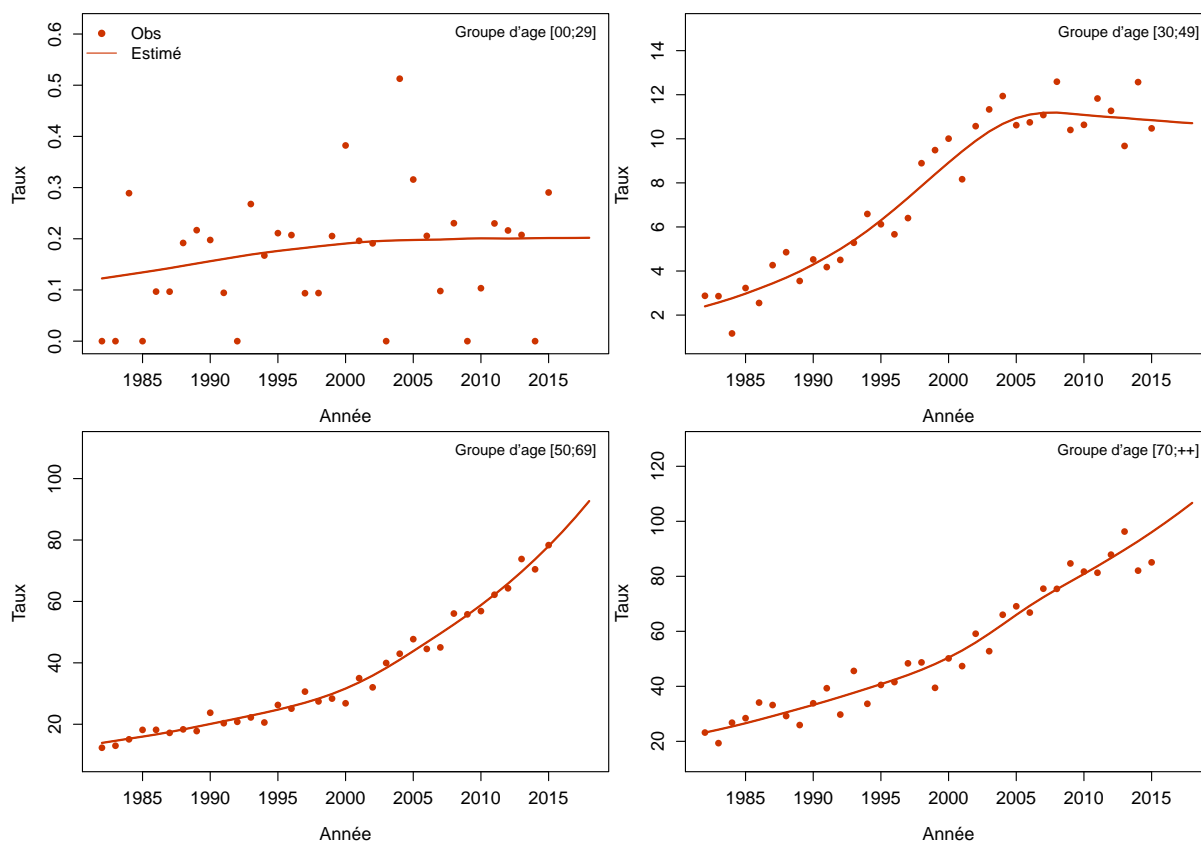 Groupe d'age [00;29]
Obs
Estimé
Taux
0.6
0.5
0.4
0.3
0.2
0.1
0.0
1985 1990 1995 2000 2005 2010 2015
Année
Groupe d'age [30;49]
Taux
14
12
10
8
6
4
2
1985 1990 1995 2000 2005 2010 2015
Année
Groupe d'age [50;69]
Taux
100
80
60
40
20
1985 1990 1995 2000 2005 2010 2015
Année
Groupe d'age [70;++]
Taux
120
100
80
60
40
20
1985 1990 1995 2000 2005 2010 2015
Année